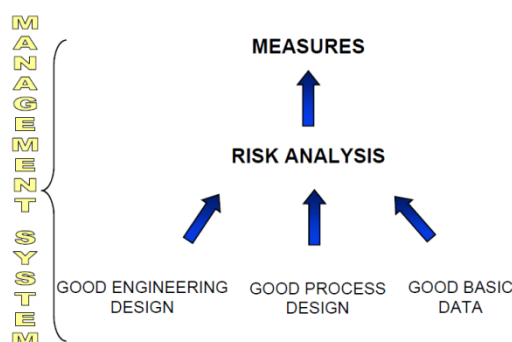 MANAGEMENT SYSTEM
MEASURES
RISK ANALYSIS
GOOD ENGINEERING
DESIGN
GOOD PROCESS
DESIGN
GOOD BASIC
DATA